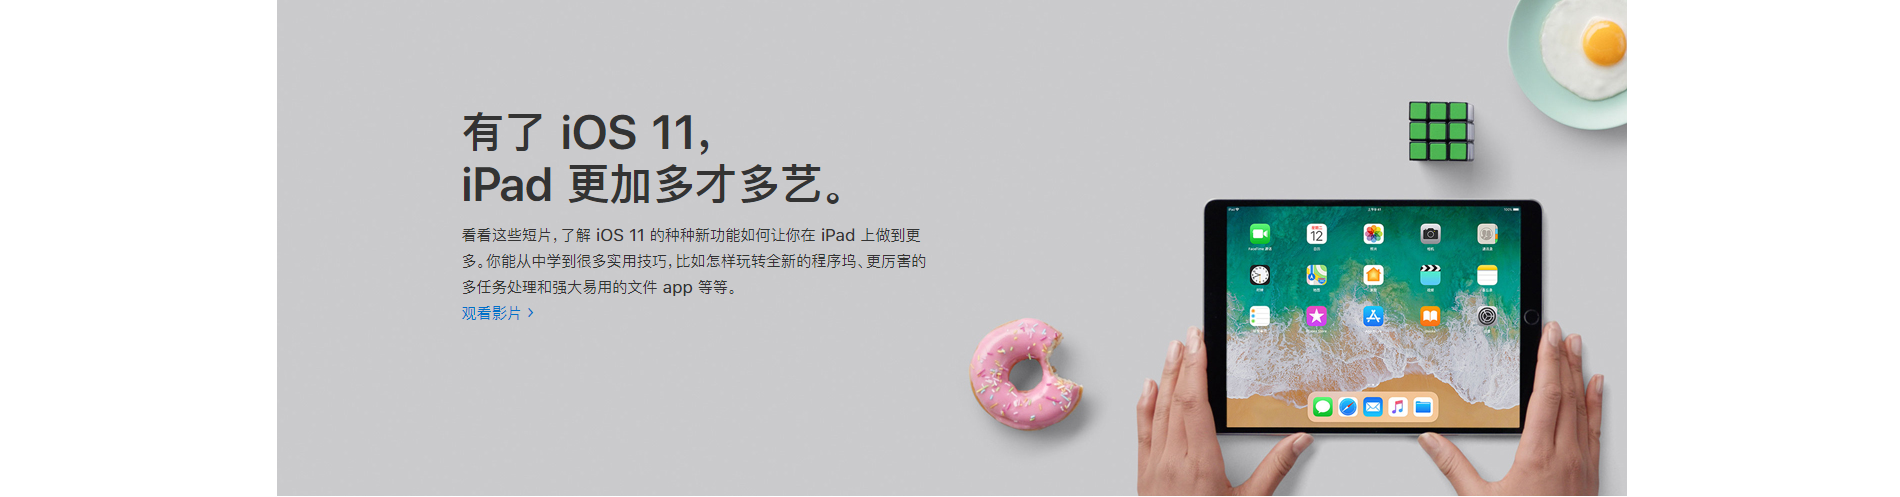 有了 iOS 11，
iPad 更加多才多艺。
看看这些短片，了解 iOS 11 的种种新功能如何让你在 iPad 上做到更
多。你能从中学到很多实用技巧，比如怎样玩转全新的程序坞、更厉害的
多任务处理和强大易用的文件 app 等等。
观看影片 >
12